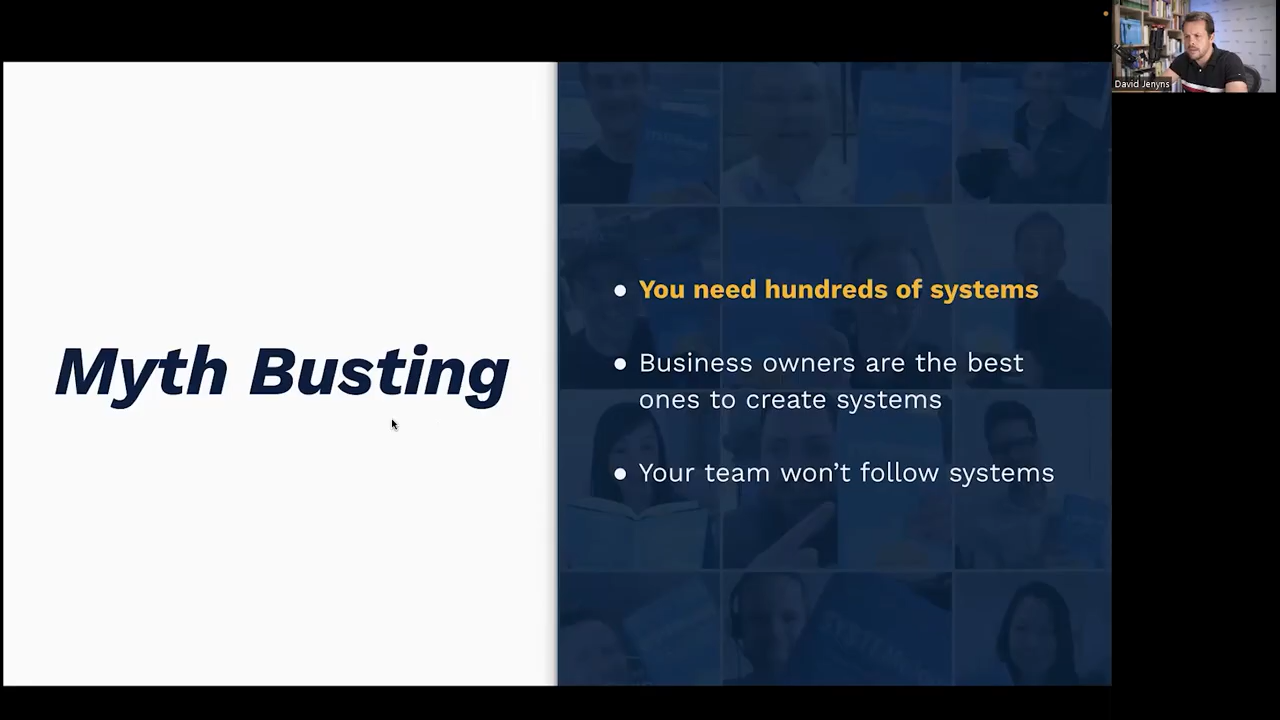 David Jenyns
Myth Busting
You need hundreds of systems
Business owners are the best
ones to create systems
Your team won’t follow systems